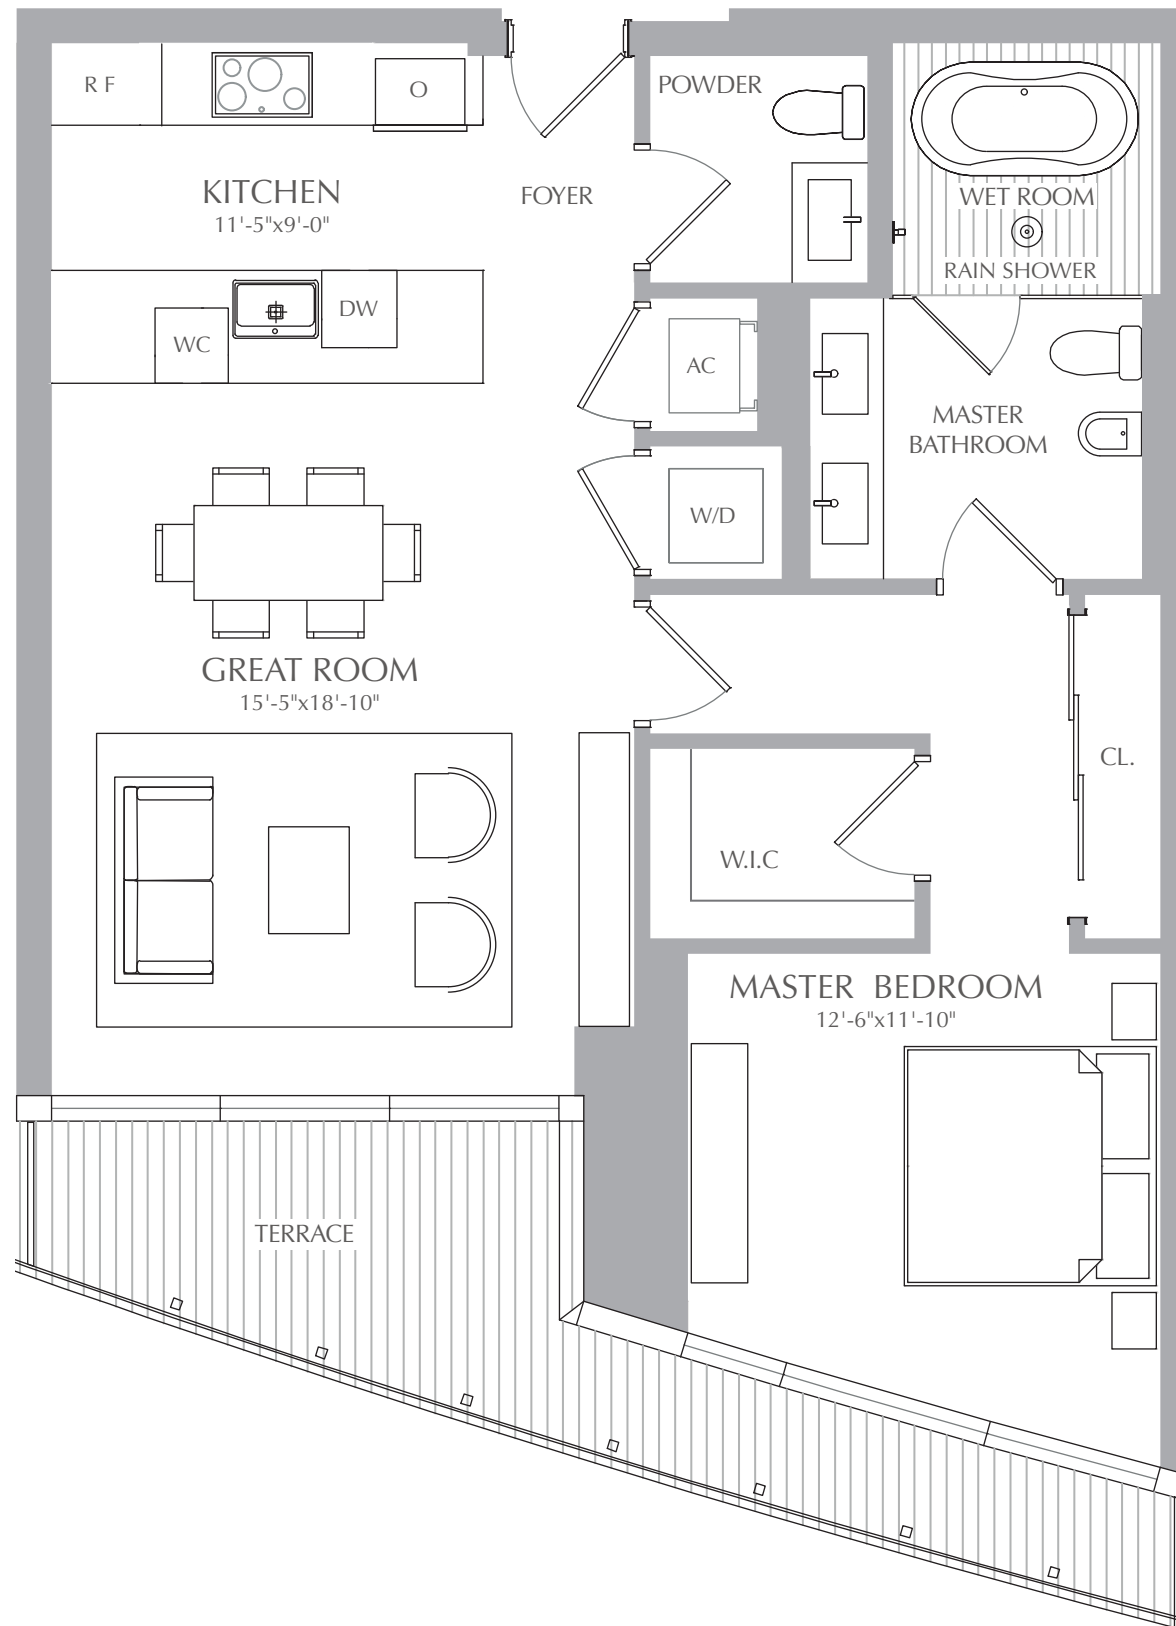 R F
O
POWDER
KITCHEN
11'-5"x9'-0"
FOYER
WET ROOM
RAIN SHOWER
DW
WC
AC
MASTER
BATHROOM
W/D
GREAT ROOM
15'-5"x18'-10"
CL.
W.I.C
MASTER BEDROOM
12'-6"x11'-10"
TERRACE